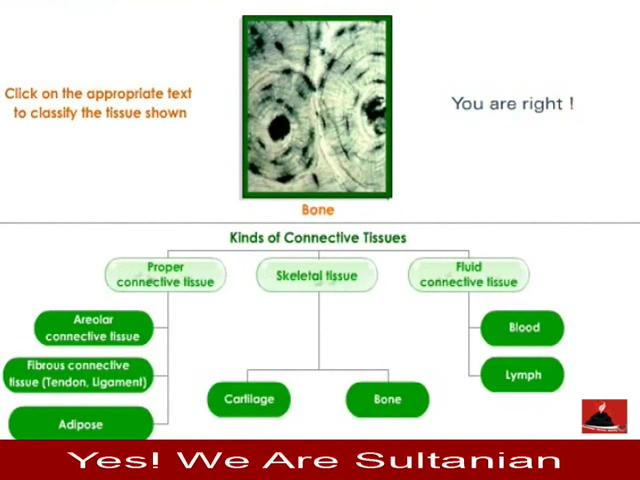 Click on the appropriate text
to classify the tissue shown
You are right !
Bone
Kinds of Connective Tissues
Proper
connective tissue
Skeletal tissue
Fluid
connective tissue
Areolar
connective tissue
Blood
Fibrous connective
tissue (Tendon, Ligament)
Lymph
Cartilage
Bone
Adipose
Yes! We Are Sultanian